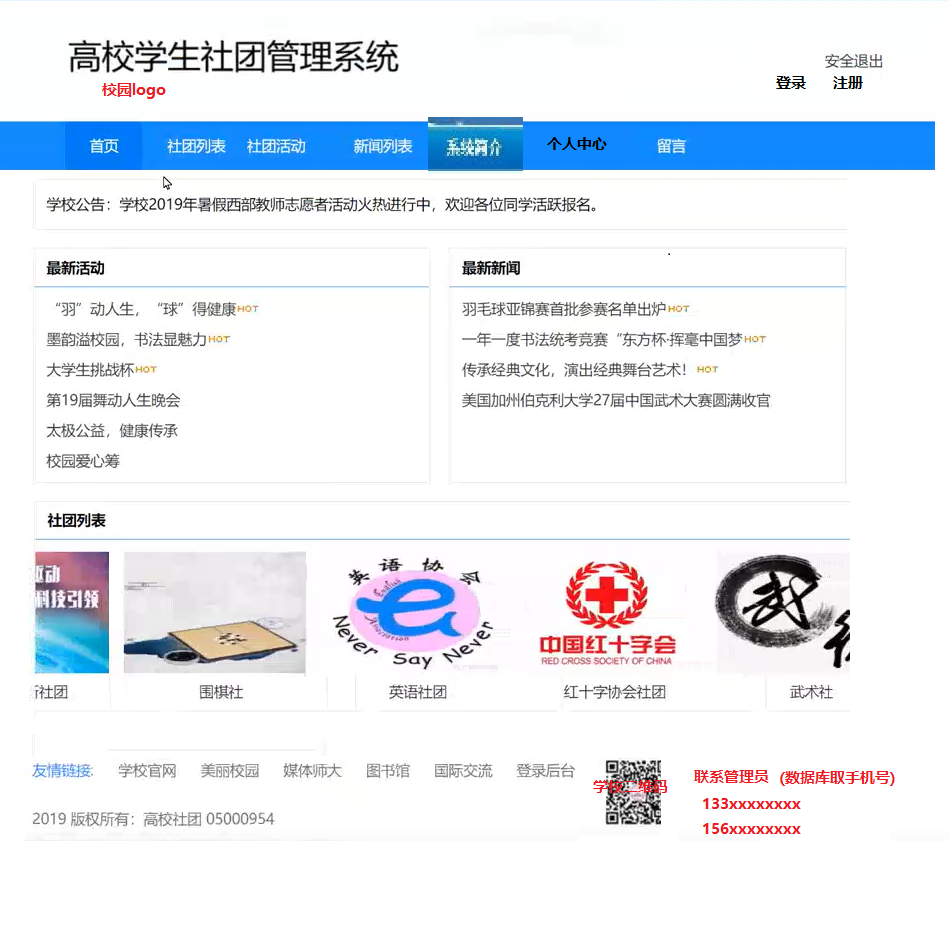 高校学生社团管理系统
校园logo
安全退出
登录 注册
首页 社团列表 社团活动 新闻列表 系统简介 个人中心 留言
学校公告：学校2019年暑假西部教师志愿者活动火热进行中，欢迎各位同学活跃报名。
最新活动
“羽”动人生，“球”得健康HOT
墨韵溢校园，书法显魅力HOT
大学生挑战杯HOT
第19届舞动人生晚会
太极公益，健康传承
校园爱心筹
最新新闻
羽毛球亚锦赛首批参赛名单出炉HOT
一年一度书法统考竞赛“东方杯·挥毫中国梦HOT
传承经典文化，演出经典舞台艺术！HOT
美国加州伯克利大学27届中国武术大赛圆满收官
社团列表
科技引领
英语协会
English Association
Never Say Never
中国红十字会
RED CROSS SOCIETY OF CHINA
武
社团 围棋社 英语社团 红十字协会社团 武术社
友情链接: 学校官网 美丽校园 媒体师大 图书馆 国际交流 登录后台
学校二维码
联系管理员（数据库取手机号）
133xxxxxxxx
156xxxxxxxx
2019 版权所有：高校社团 05000954